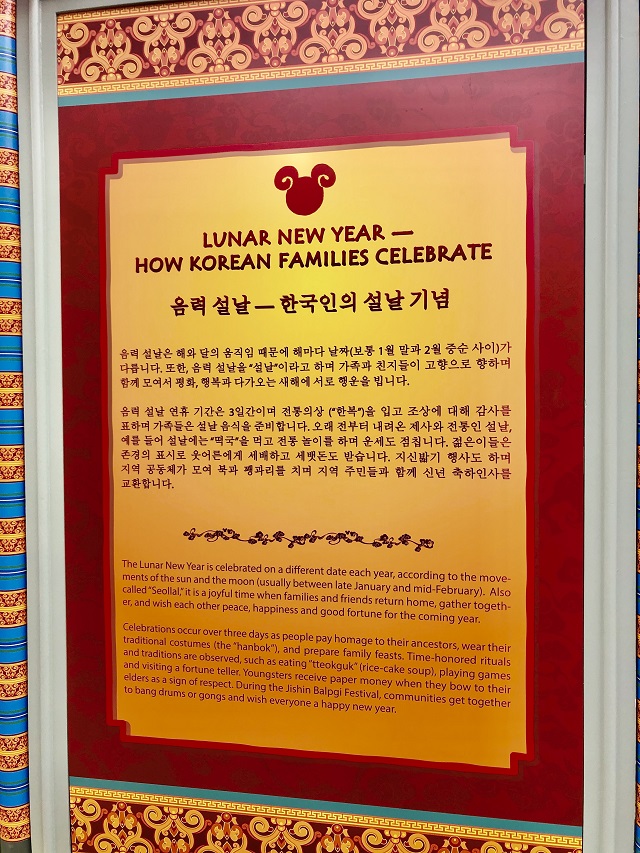 LUNAR NEW YEAR —
HOW KOREAN FAMILIES CELEBRATE
음력 설날 — 한국인의 설날 기념
음력 설날은 해와 달의 움직임 때문에 해마다 날짜(보통 1월 말과 2월 중순 사이)가
다릅니다. 또한, 음력 설날을 "설날"이라고 하며 가족과 친지들이 고향으로 향하며
함께 모여서 평화, 행복과 다가오는 새해에 서로 행운을 빕니다.
음력 설날 연휴 기간은 3일간이며 전통의상 ("한복")을 입고 조상에 대해 감사를
표하며 가족들은 설날 음식을 준비합니다. 오래 전부터 내려온 제사와 전통인 설날,
예를 들어 설날에는 "떡국"을 먹고 전통 놀이를 하며 운세도 점칩니다. 젊은이들은
존경의 표시로 웃어른에게 세배하고 세뱃돈도 받습니다. 지신밟기 행사도 하며
지역 공동체가 모여 북과 꽹과리를 치며 지역 주민들과 함께 신년 축하인사를
교환합니다.
The Lunar New Year is celebrated on a different date each year, according to the move-
ments of the sun and the moon (usually between late January and mid-February). Also
called "Seollal," it is a joyful time when families and friends return home, gather togeth-
er, and wish each other peace, happiness and good fortune for the coming year.
Celebrations occur over three days as people pay homage to their ancestors, wear their
traditional costumes (the "hanbok"), and prepare family feasts. Time-honored rituals
and traditions are observed, such as eating "tteokguk" (rice-cake soup), playing games
and visiting a fortune teller. Youngsters receive paper money when they bow to their
elders as a sign of respect. During the Jishin Balpgi Festival, communities get together
to bang drums or gongs and wish everyone a happy new year.